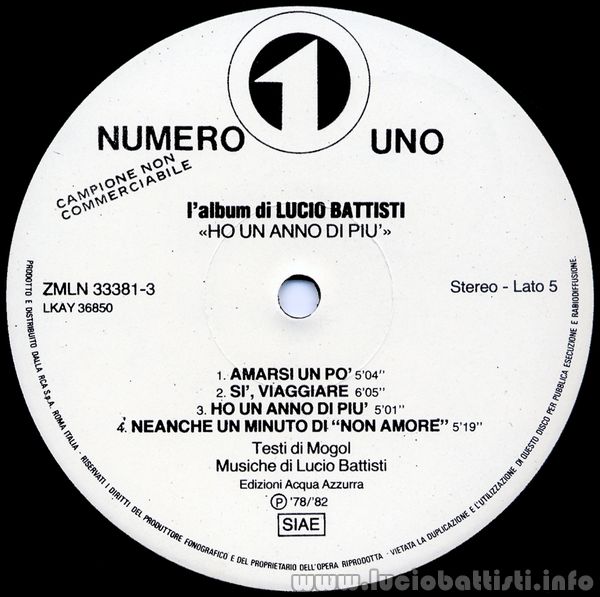 1
NUMERO UNO
CAMPIONE NON
COMMERCIABILE
l'album di LUCIO BATTISTI
«HO UN ANNO DI PIU'»
ZMLN 33381-3
LKAY 36850
Stereo - Lato 5
1. AMARSI UN PO' 5'04"
2. SI', VIAGGIARE 6'05"
3. HO UN ANNO DI PIU' 5'01"
4. NEANCHE UN MINUTO DI "NON AMORE" 5'19"
Testi di Mogol
Musiche di Lucio Battisti
Edizioni Acqua Azzurra
Ⓟ '78/'82
SIAE
PRODOTTO E DISTRIBUITO DALLA RCA S.p.A. ROMA ITALIA - RISERVATI I DIRITTI DEL PRODUTTORE FONOGRAFICO E DEL PROPRIETARIO DELL'OPERA RIPRODOTTA - VIETATA LA DUPLICAZIONE E L'UTILIZZAZIONE DI QUESTO DISCO PER PUBBLICA ESECUZIONE E RADIODIFFUSIONE.
www.luciobattisti.info